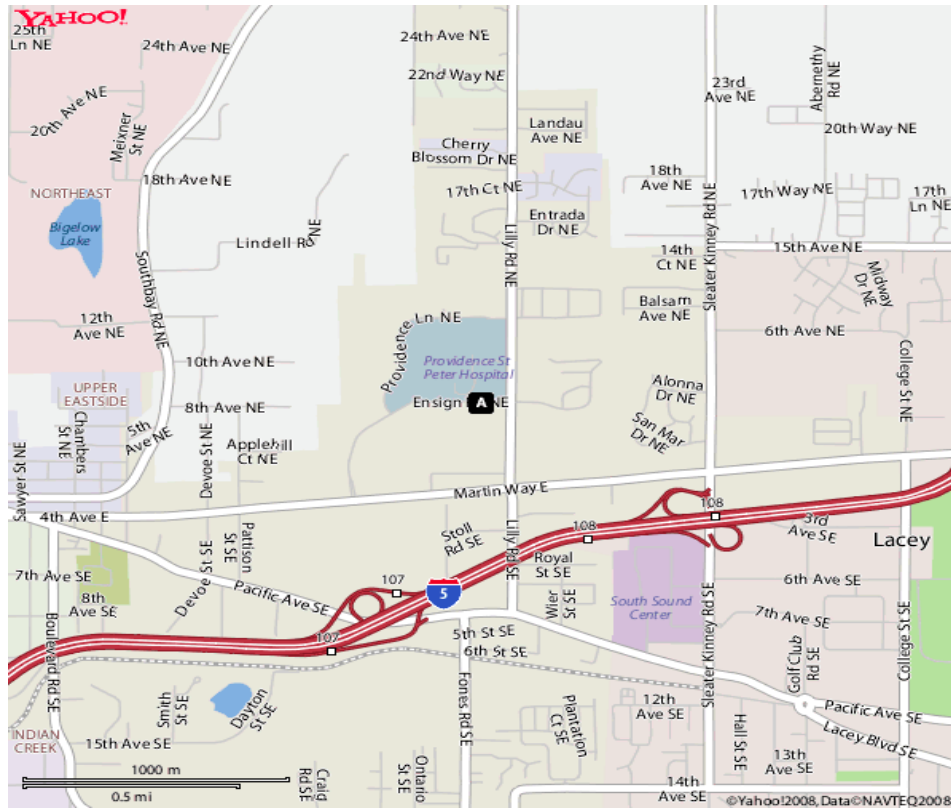 YAHOO!
25th
Ln NE
24th Ave NE
24th Ave NE
22nd Way NE
23rd
Ave NE
Abernethy
Rd NE
20th Ave NE
Meixner
St NE
Landau
Ave NE
20th Way NE
Cherry
Blossom Dr NE
18th Ave NE
17th Ct NE
18th
Ave NE
17th Way NE
17th
Ln NE
NORTHEAST
Bigelow
Lake
Lindell Rd NE
Entrada
Dr NE
Lilly Rd NE
Sleater Kinney Rd NE
14th
Ct NE
15th Ave NE
Southbay Rd NE
Midway
Dr NE
Balsam
Ave NE
12th
Ave NE
Providence Ln NE
6th Ave NE
College St NE
10th Ave NE
Providence St
Peter Hospital
Alonna
Dr NE
UPPER
EASTSIDE
8th Ave NE
Ensign
NE
A
San Mar
Dr NE
5th
Ave NE
Chambers
St NE
Devoe St NE
Applehill
Ct NE
Sawyer St NE
Martin Way E
4th Ave E
108
108
3rd
Ave SE
Lacey
Pattison
St SE
Stoll
Rd SE
Lilly Rd SE
Royal
St SE
7th Ave SE
8th
Ave SE
Devoe St SE
Pacific Ave SE
107
5
Wier
St SE
South Sound
Center
6th Ave SE
7th Ave SE
Boulevard Rd SE
107
5th St SE
6th St SE
Sleater Kinney Rd SE
Golf Club
Rd SE
College St SE
Smith
St SE
Dayton
St SE
Fones Rd SE
Plantation
Ct SE
12th
Ave SE
Hall St SE
Pacific Ave SE
Lacey Blvd SE
INDIAN
CREEK
15th Ave SE
13th
Ave SE
1000 m
0.5 mi
Craig
Rd SE
Ontario
St SE
14th
Ave SE
©Yahoo!2008, Data©NAVTEQ2008